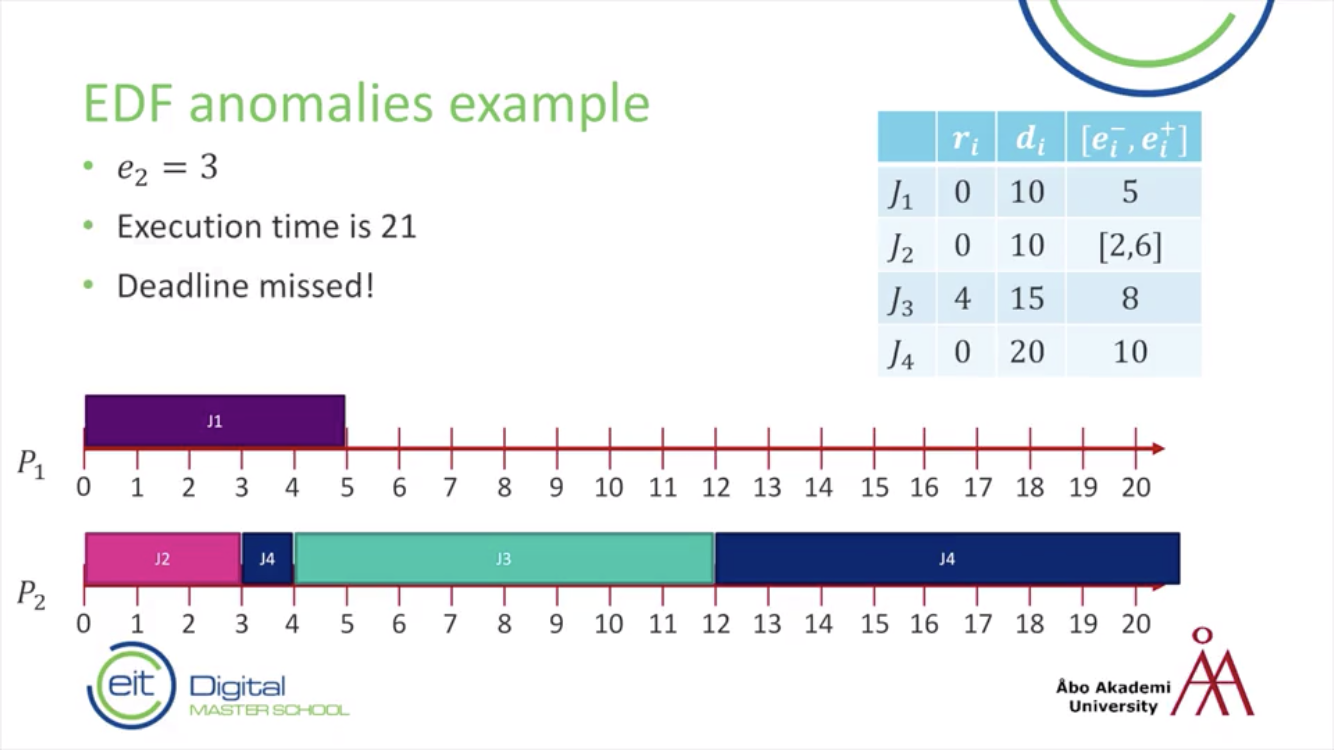 EDF anomalies example
• e₂ = 3
• Execution time is 21
• Deadline missed!
rᵢ dᵢ [eᵢ⁻, eᵢ⁺]
J₁ 0 10 5
J₂ 0 10 [2,6]
J₃ 4 15 8
J₄ 0 20 10
J1
P₁
0 1 2 3 4 5 6 7 8 9 10 11 12 13 14 15 16 17 18 19 20
J2 J4 J3 J4
P₂
0 1 2 3 4 5 6 7 8 9 10 11 12 13 14 15 16 17 18 19 20
eit Digital
MASTER SCHOOL
Åbo Akademi
University